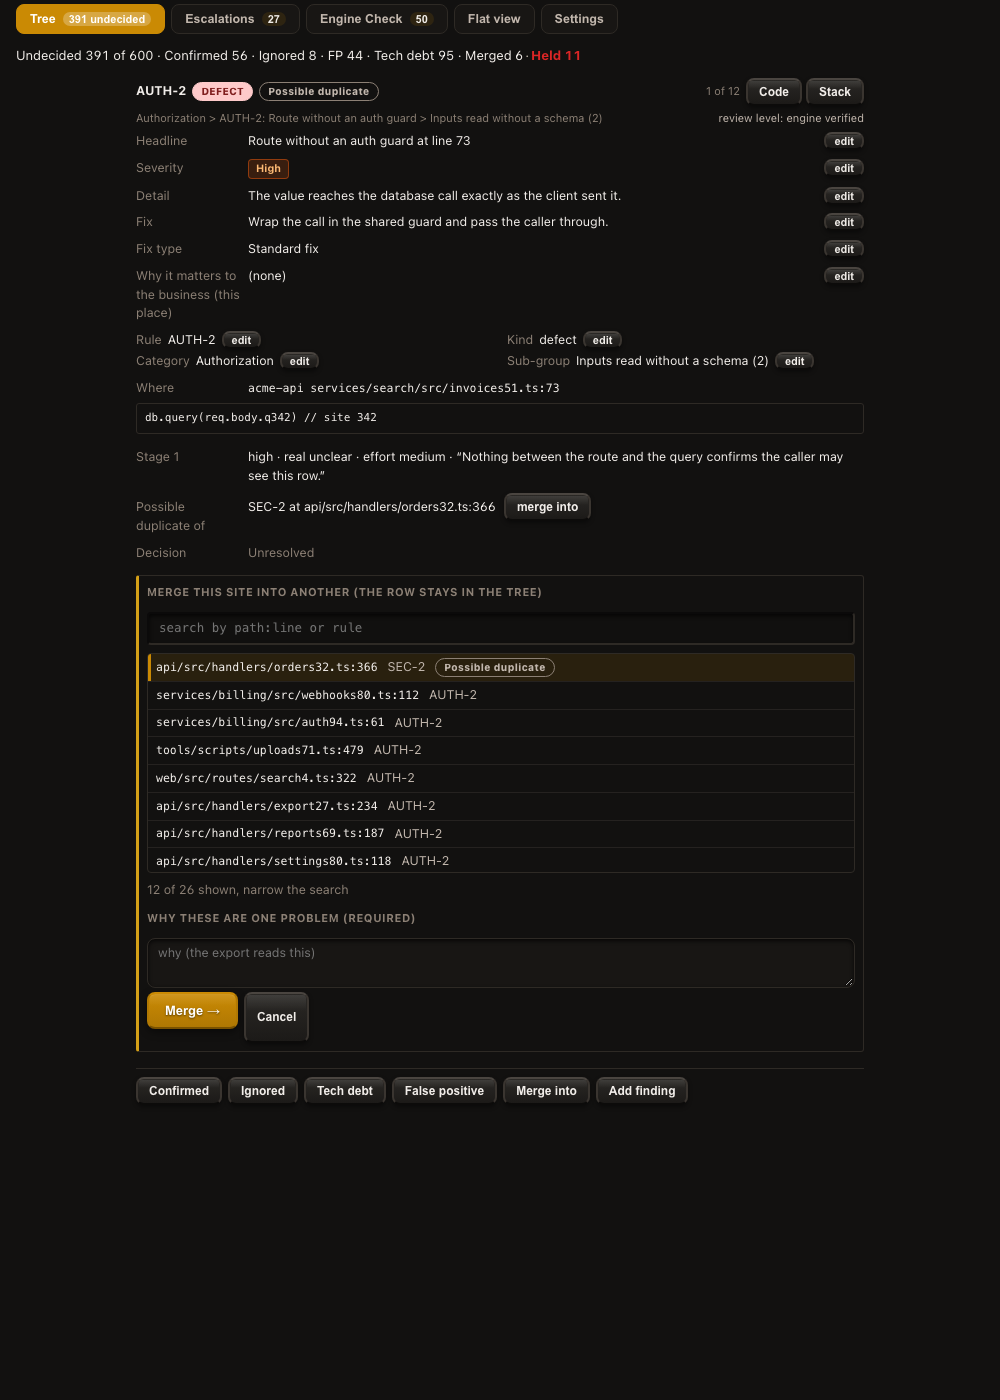 Tree 391 undecided Escalations 27 Engine Check 50 Flat view Settings
Undecided 391 of 600 · Confirmed 56 · Ignored 8 · FP 44 · Tech debt 95 · Merged 6 · Held 11
AUTH-2 DEFECT Possible duplicate 1 of 12 Code Stack
Authorization > AUTH-2: Route without an auth guard > Inputs read without a schema (2) review level: engine verified
Headline Route without an auth guard at line 73 edit
Severity High edit
Detail The value reaches the database call exactly as the client sent it. edit
Fix Wrap the call in the shared guard and pass the caller through. edit
Fix type Standard fix edit
Why it matters to (none) edit
the business (this
place)
Rule AUTH-2 edit Kind defect edit
Category Authorization edit Sub-group Inputs read without a schema (2) edit
Where acme-api services/search/src/invoices51.ts:73
db.query(req.body.q342) // site 342
Stage 1 high · real unclear · effort medium · “Nothing between the route and the query confirms the caller may
see this row.”
Possible SEC-2 at api/src/handlers/orders32.ts:366 merge into
duplicate of
Decision Unresolved
MERGE THIS SITE INTO ANOTHER (THE ROW STAYS IN THE TREE)
search by path:line or rule
api/src/handlers/orders32.ts:366 SEC-2 Possible duplicate
services/billing/src/webhooks80.ts:112 AUTH-2
services/billing/src/auth94.ts:61 AUTH-2
tools/scripts/uploads71.ts:479 AUTH-2
web/src/routes/search4.ts:322 AUTH-2
api/src/handlers/export27.ts:234 AUTH-2
api/src/handlers/reports69.ts:187 AUTH-2
api/src/handlers/settings80.ts:118 AUTH-2
12 of 26 shown, narrow the search
WHY THESE ARE ONE PROBLEM (REQUIRED)
why (the export reads this)
Merge → Cancel
Confirmed Ignored Tech debt False positive Merge into Add finding